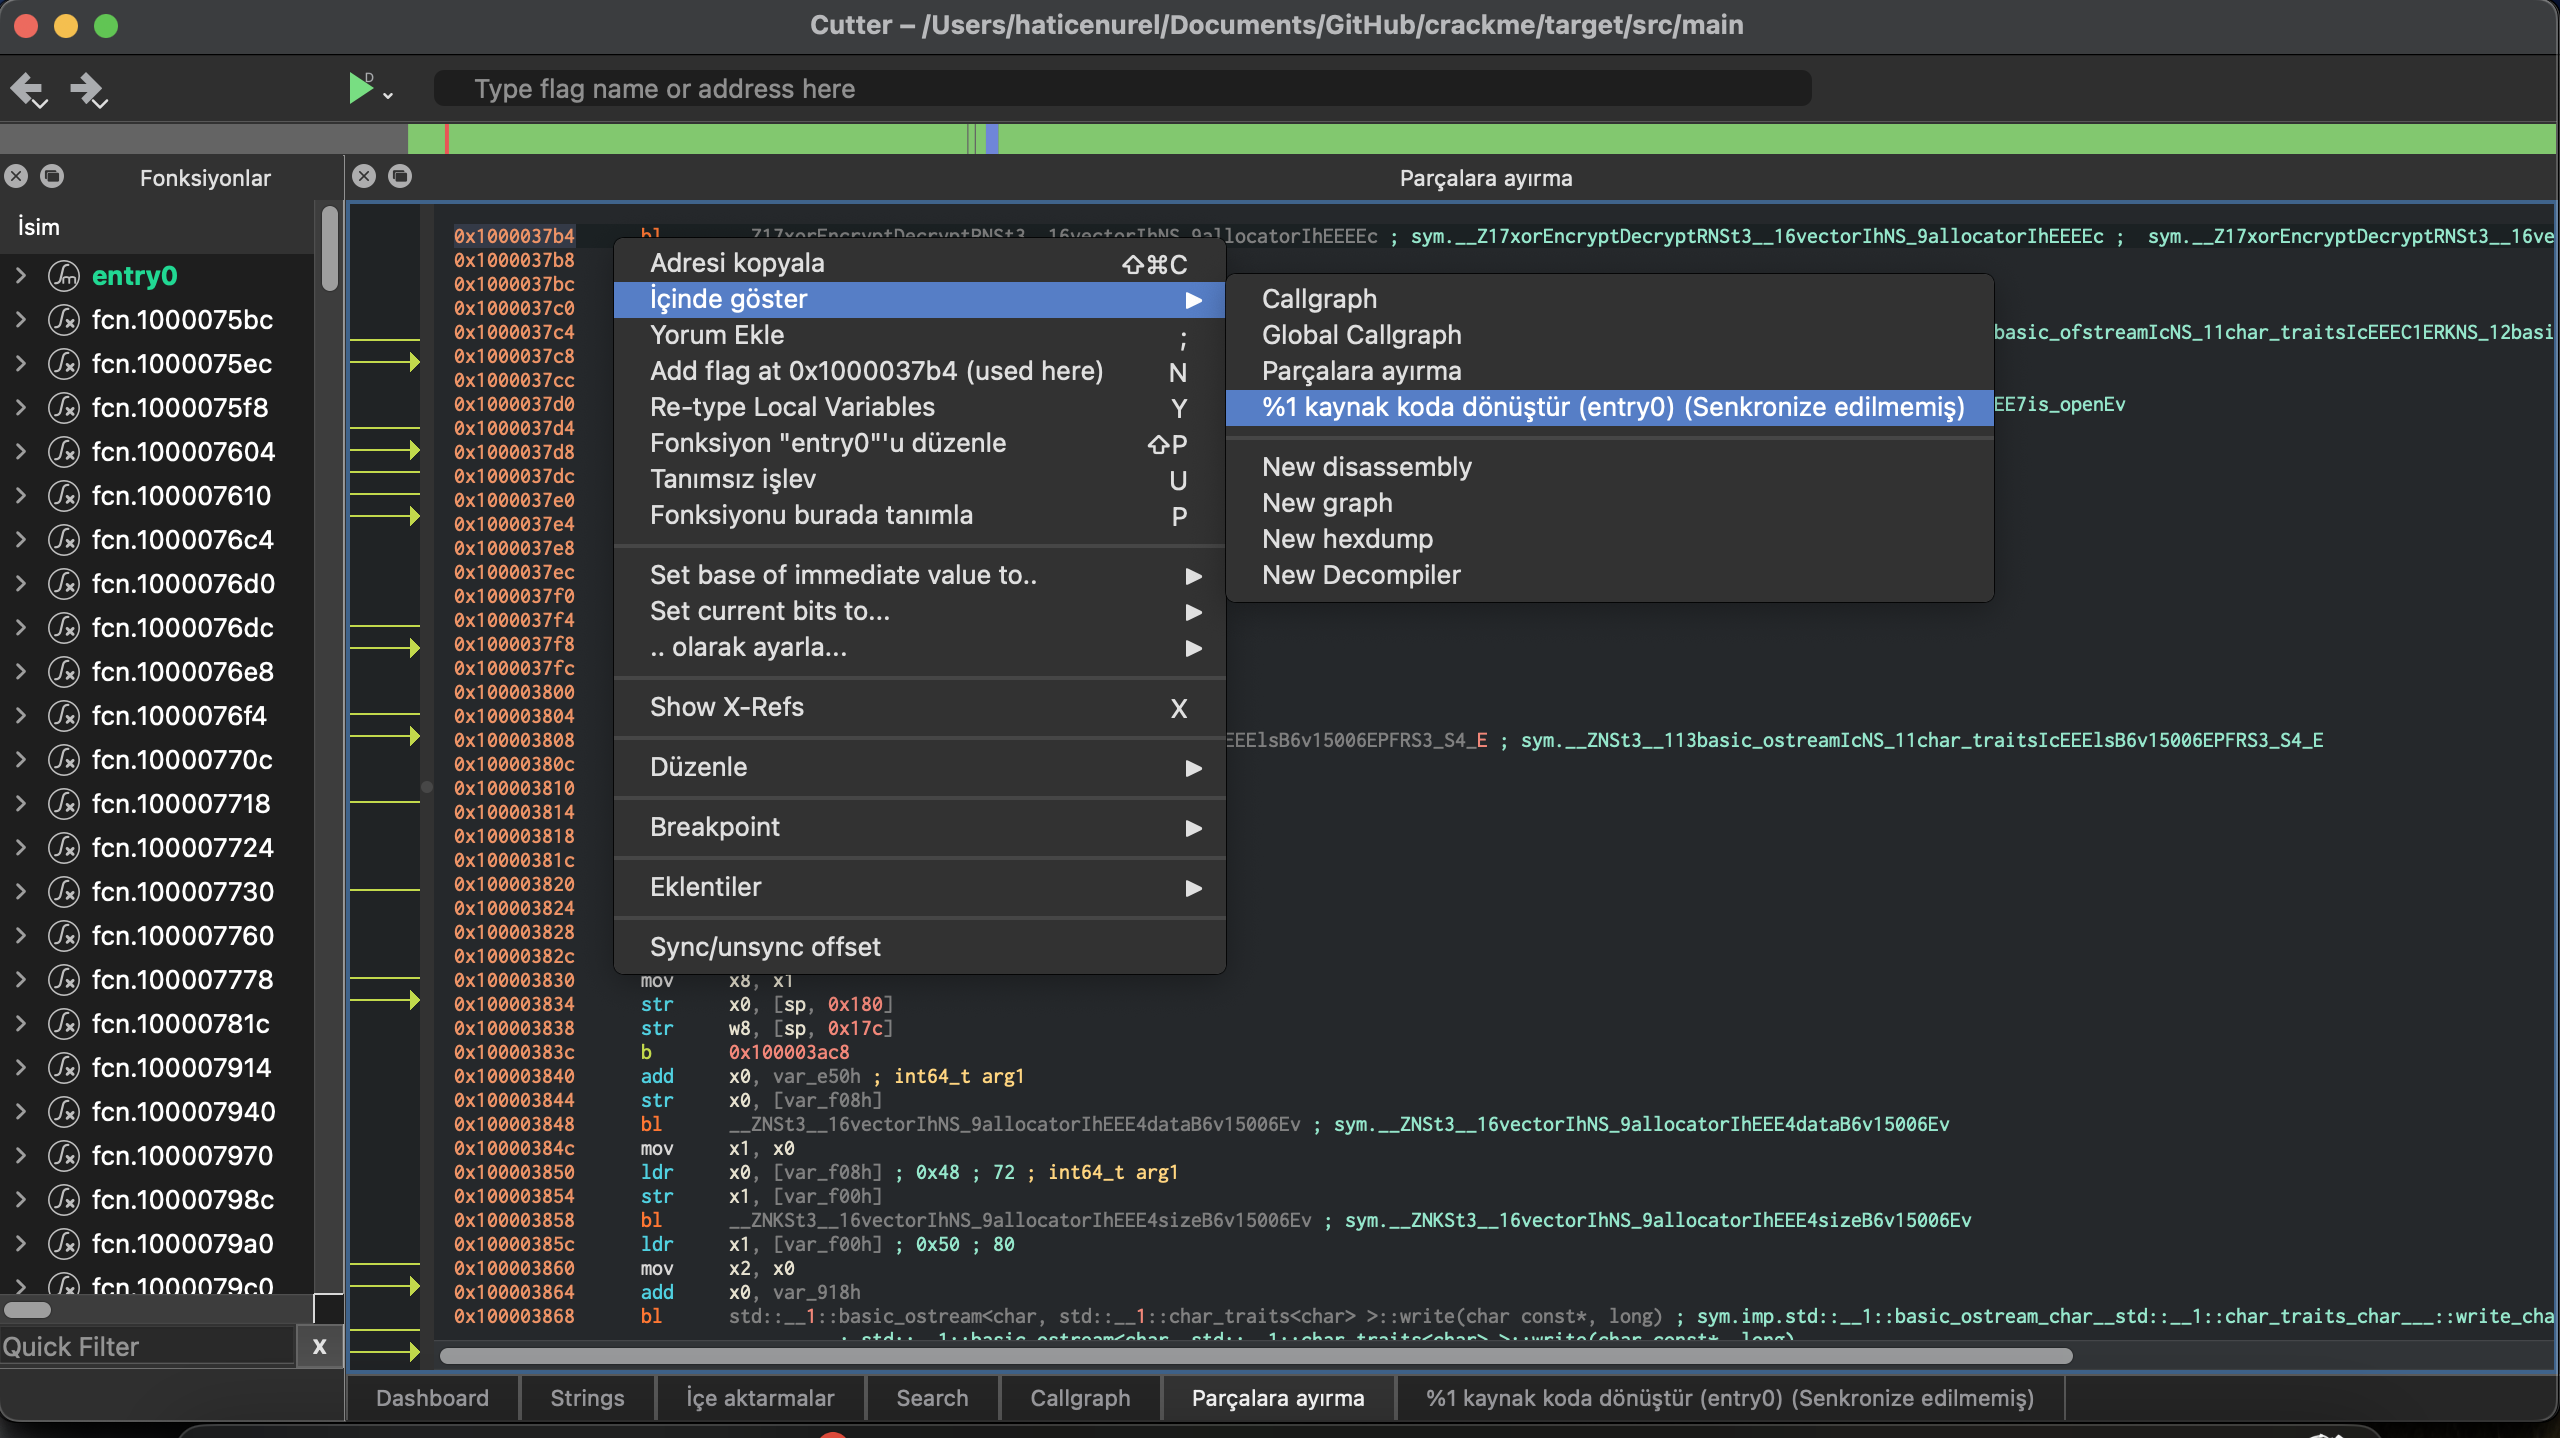 Cutter – /Users/haticenurel/Documents/GitHub/crackme/target/src/main
D
Type flag name or address here
Fonksiyonlar
İsim
entry0
fcn.1000075bc
fcn.1000075ec
fcn.1000075f8
fcn.100007604
fcn.100007610
fcn.1000076c4
fcn.1000076d0
fcn.1000076dc
fcn.1000076e8
fcn.1000076f4
fcn.10000770c
fcn.100007718
fcn.100007724
fcn.100007730
fcn.100007760
fcn.100007778
fcn.10000781c
fcn.100007914
fcn.100007940
fcn.100007970
fcn.10000798c
fcn.1000079a0
fcn.1000079c0
Quick Filter
X
Parçalara ayırma
0x1000037b4 bl __Z17xorEncryptDecryptRNSt3__16vectorIhNS_9allocatorIhEEEEc ; sym.__Z17xorEncryptDecryptRNSt3__16vectorIhNS_9allocatorIhEEEEc ; sym.__Z17xorEncryptDecryptRNSt3__16ve
0x1000037b8
0x1000037bc
0x1000037c0
0x1000037c4 basic_ofstreamIcNS_11char_traitsIcEEEC1ERKNS_12basi
0x1000037c8
0x1000037cc
0x1000037d0 EE7is_openEv
0x1000037d4
0x1000037d8
0x1000037dc
0x1000037e0
0x1000037e4
0x1000037e8
0x1000037ec
0x1000037f0
0x1000037f4
0x1000037f8
0x1000037fc
0x100003800
0x100003804
0x100003808 EEElsB6v15006EPFRS3_S4_E ; sym.__ZNSt3__113basic_ostreamIcNS_11char_traitsIcEEElsB6v15006EPFRS3_S4_E
0x10000380c
0x100003810
0x100003814
0x100003818
0x10000381c
0x100003820
0x100003824
0x100003828
0x10000382c
0x100003830 mov x8, x1
0x100003834 str x0, [sp, 0x180]
0x100003838 str w8, [sp, 0x17c]
0x10000383c b 0x100003ac8
0x100003840 add x0, var_e50h ; int64_t arg1
0x100003844 str x0, [var_f08h]
0x100003848 bl __ZNSt3__16vectorIhNS_9allocatorIhEEE4dataB6v15006Ev ; sym.__ZNSt3__16vectorIhNS_9allocatorIhEEE4dataB6v15006Ev
0x10000384c mov x1, x0
0x100003850 ldr x0, [var_f08h] ; 0x48 ; 72 ; int64_t arg1
0x100003854 str x1, [var_f00h]
0x100003858 bl __ZNKSt3__16vectorIhNS_9allocatorIhEEE4sizeB6v15006Ev ; sym.__ZNKSt3__16vectorIhNS_9allocatorIhEEE4sizeB6v15006Ev
0x10000385c ldr x1, [var_f00h] ; 0x50 ; 80
0x100003860 mov x2, x0
0x100003864 add x0, var_918h
0x100003868 bl std::__1::basic_ostream<char, std::__1::char_traits<char> >::write(char const*, long) ; sym.imp.std::__1::basic_ostream_char__std::__1::char_traits_char___::write_cha
; std::__1::basic_ostream<char, std::__1::char_traits<char> >::write(char const*, long)
Adresi kopyala ⇧⌘C
İçinde göster
Yorum Ekle ;
Add flag at 0x1000037b4 (used here) N
Re-type Local Variables Y
Fonksiyon "entry0"'u düzenle ⇧P
Tanımsız işlev U
Fonksiyonu burada tanımla P
Set base of immediate value to..
Set current bits to...
.. olarak ayarla...
Show X-Refs X
Düzenle
Breakpoint
Eklentiler
Sync/unsync offset
Callgraph
Global Callgraph
Parçalara ayırma
%1 kaynak koda dönüştür (entry0) (Senkronize edilmemiş)
New disassembly
New graph
New hexdump
New Decompiler
Dashboard
Strings
İçe aktarmalar
Search
Callgraph
Parçalara ayırma
%1 kaynak koda dönüştür (entry0) (Senkronize edilmemiş)